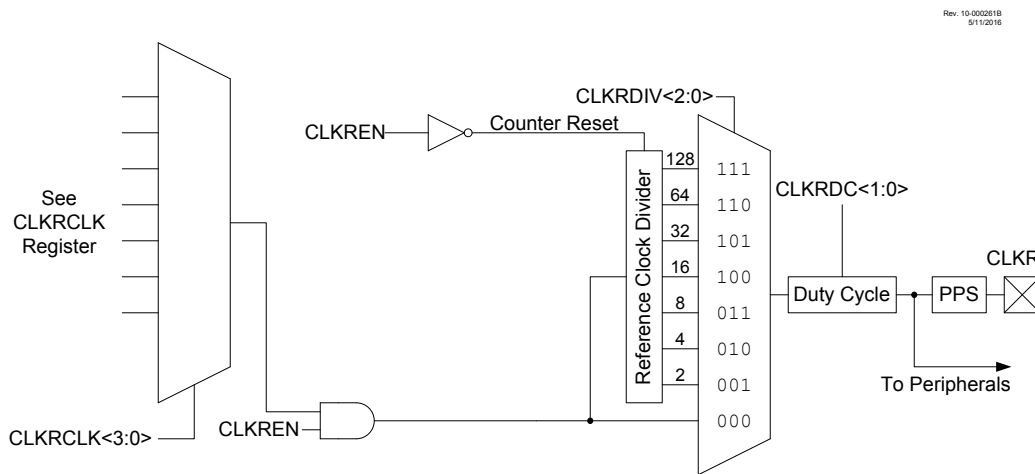 Rev. 10-000261B
5/11/2016
CLKRDIV<2:0>
Counter Reset
CLKREN
See
CLKRCLK
Register
Reference Clock Divider
128
64
32
16
8
4
2
111
110
101
100
011
010
001
000
CLKRDC<1:0>
CLKR
Duty Cycle
PPS
To Peripherals
CLKREN
CLKRCLK<3:0>